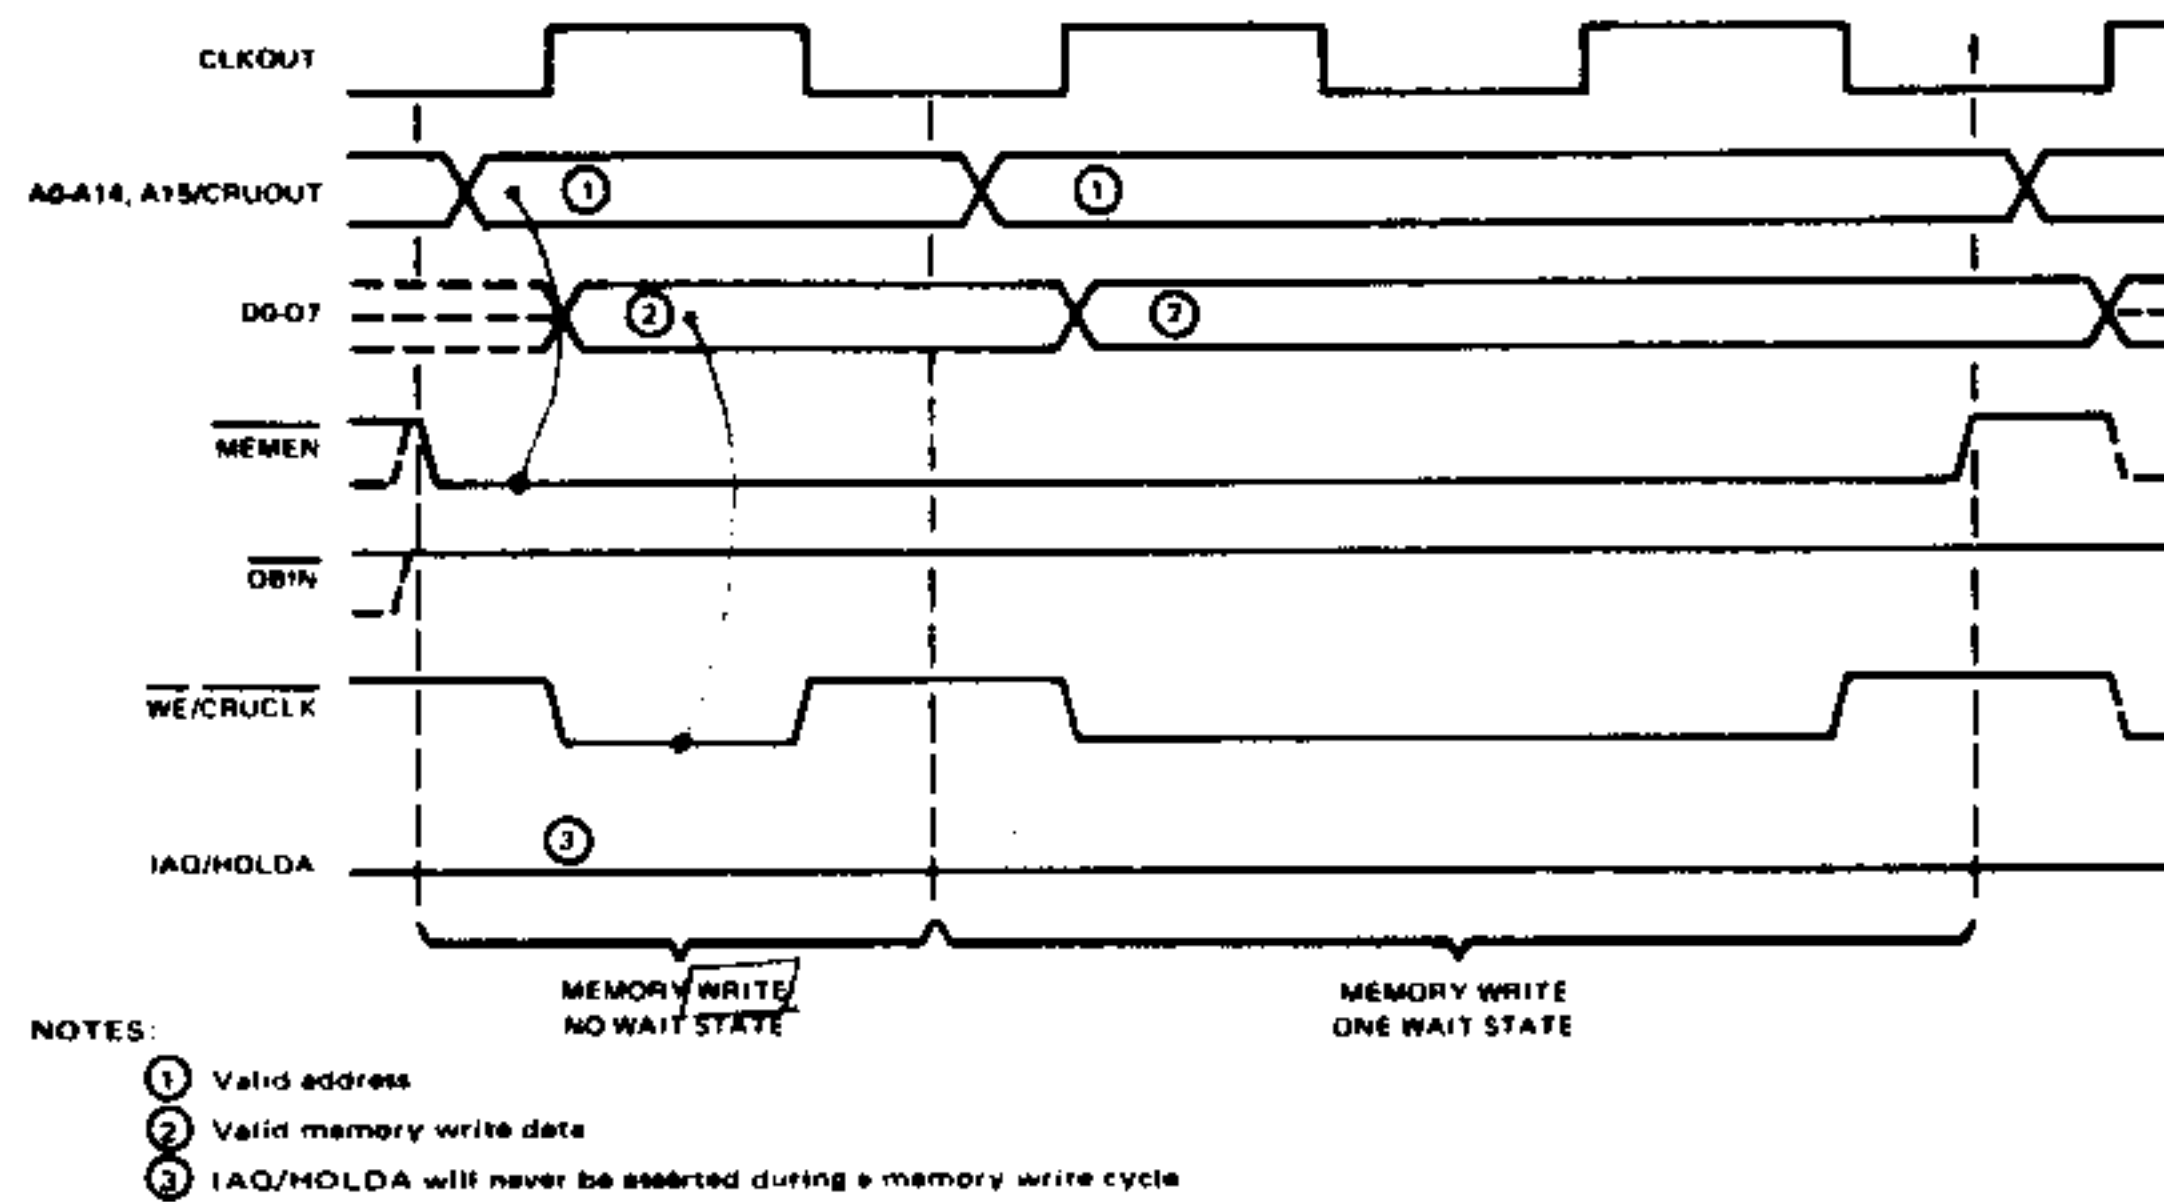 CLKOUT
A0-A14, A15/CRUOUT
①
①
D0-D7
②
②
MEMEN
DBIN
WE/CRUCLK
③
IAQ/HOLDA
MEMORY WRITE
NO WAIT STATE
MEMORY WRITE
ONE WAIT STATE
NOTES:
① Valid address
② Valid memory write data
③ IAQ/HOLDA will never be asserted during a memory write cycle